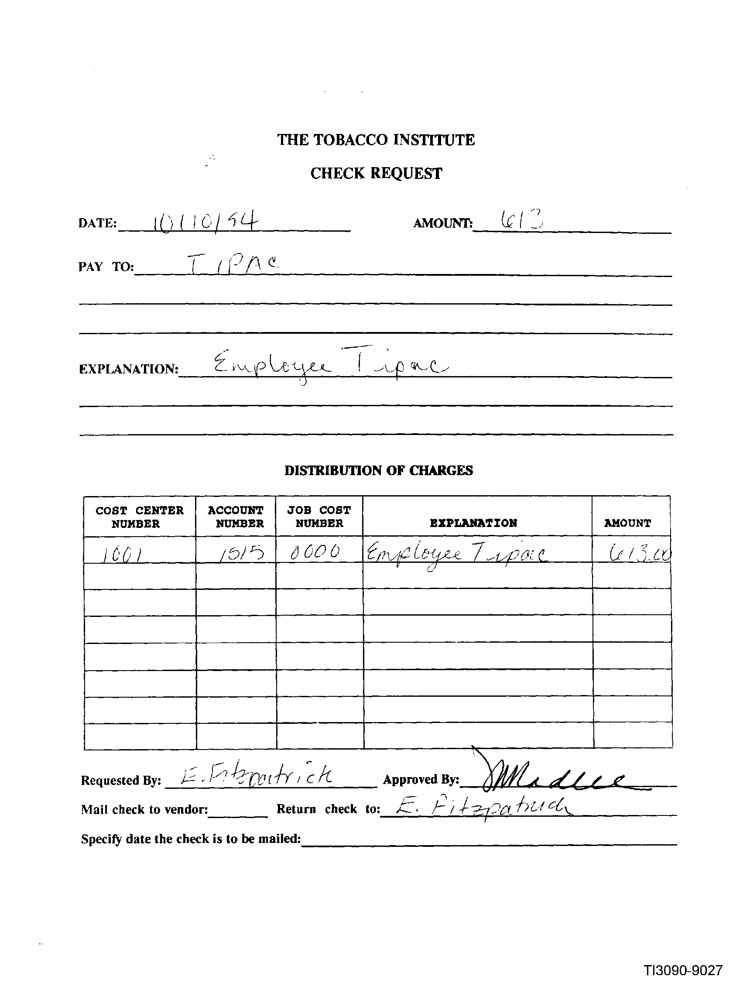 THE TOBACCO INSTITUTE
CHECK REQUEST
DATE: 10/10/94 AMOUNT: 613
PAY TO: TIPAC
EXPLANATION: Employee Tipac
DISTRIBUTION OF CHARGES
COST CENTER NUMBER ACCOUNT NUMBER JOB COST NUMBER EXPLANATION AMOUNT
1001 1515 0000 Employee Tipac 613.00
Requested By: E. Fitzpatrick Approved By:
Mail check to vendor: Return check to: E. Fitzpatrick
Specify date the check is to be mailed:
TI3090-9027